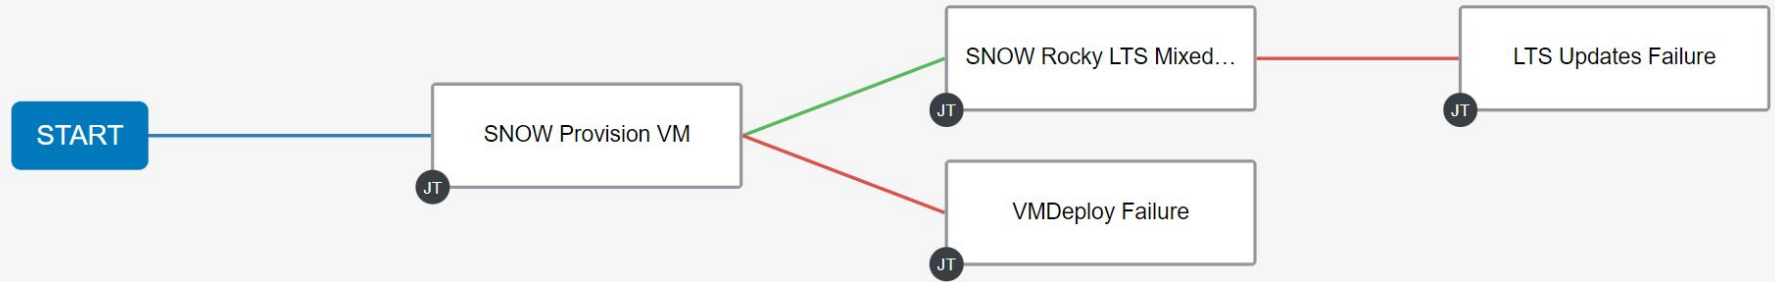 START
SNOW Provision VM
JT
SNOW Rocky LTS Mixed...
JT
VMDeploy Failure
JT
LTS Updates Failure
JT